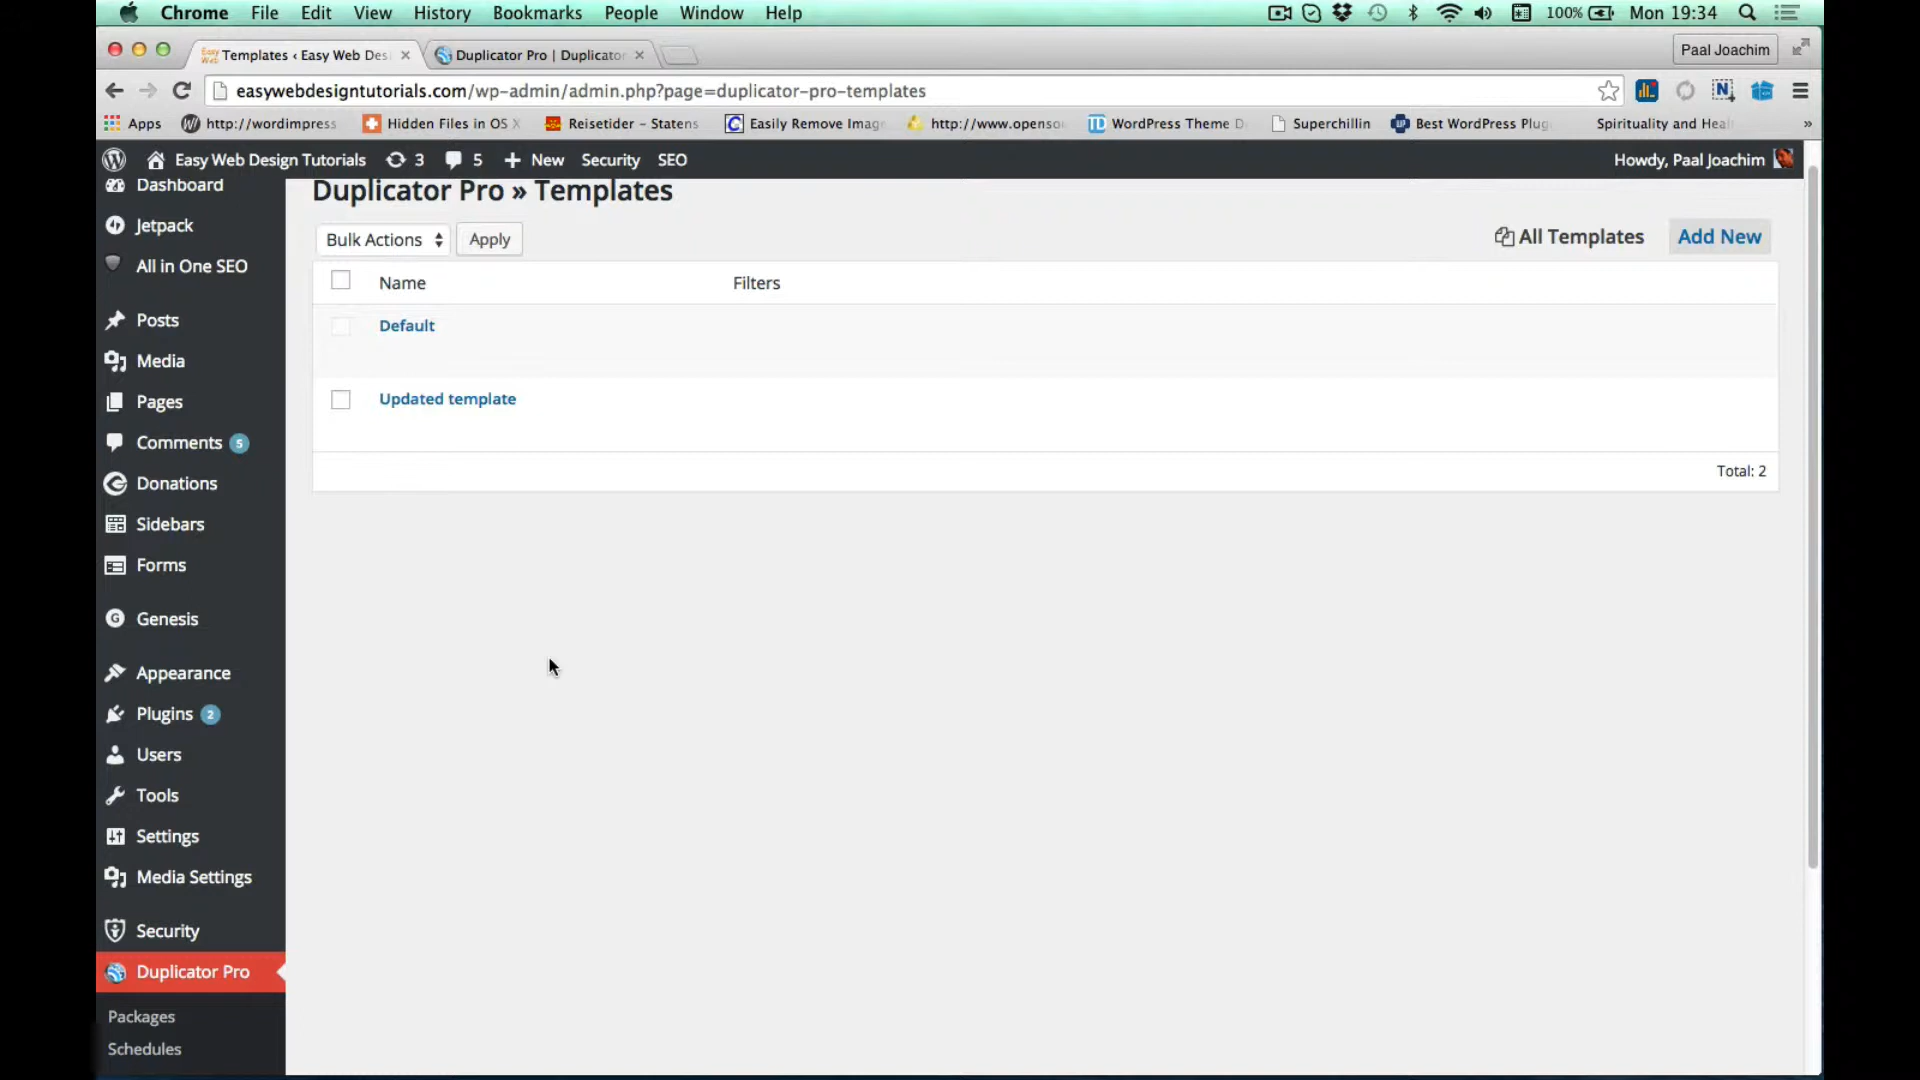 Chrome File Edit View History Bookmarks People Window Help 100% Mon 19:34
Templates ‹ Easy Web Des Duplicator Pro | Duplicator Paal Joachim
easywebdesigntutorials.com/wp-admin/admin.php?page=duplicator-pro-templates
Apps http://wordimpress Hidden Files in OS X Reisetider – Statens Easily Remove Imag http://www.openso WordPress Theme D Superchillin Best WordPress Plug Spirituality and Heal »
Easy Web Design Tutorials 3 5 + New Security SEO Howdy, Paal Joachim
Dashboard
Jetpack
All in One SEO
Posts
Media
Pages
Comments 5
Donations
Sidebars
Forms
Genesis
Appearance
Plugins 2
Users
Tools
Settings
Media Settings
Security
Duplicator Pro
Packages
Schedules
Duplicator Pro » Templates
Bulk Actions Apply All Templates Add New
Name Filters
Default
Updated template
Total: 2